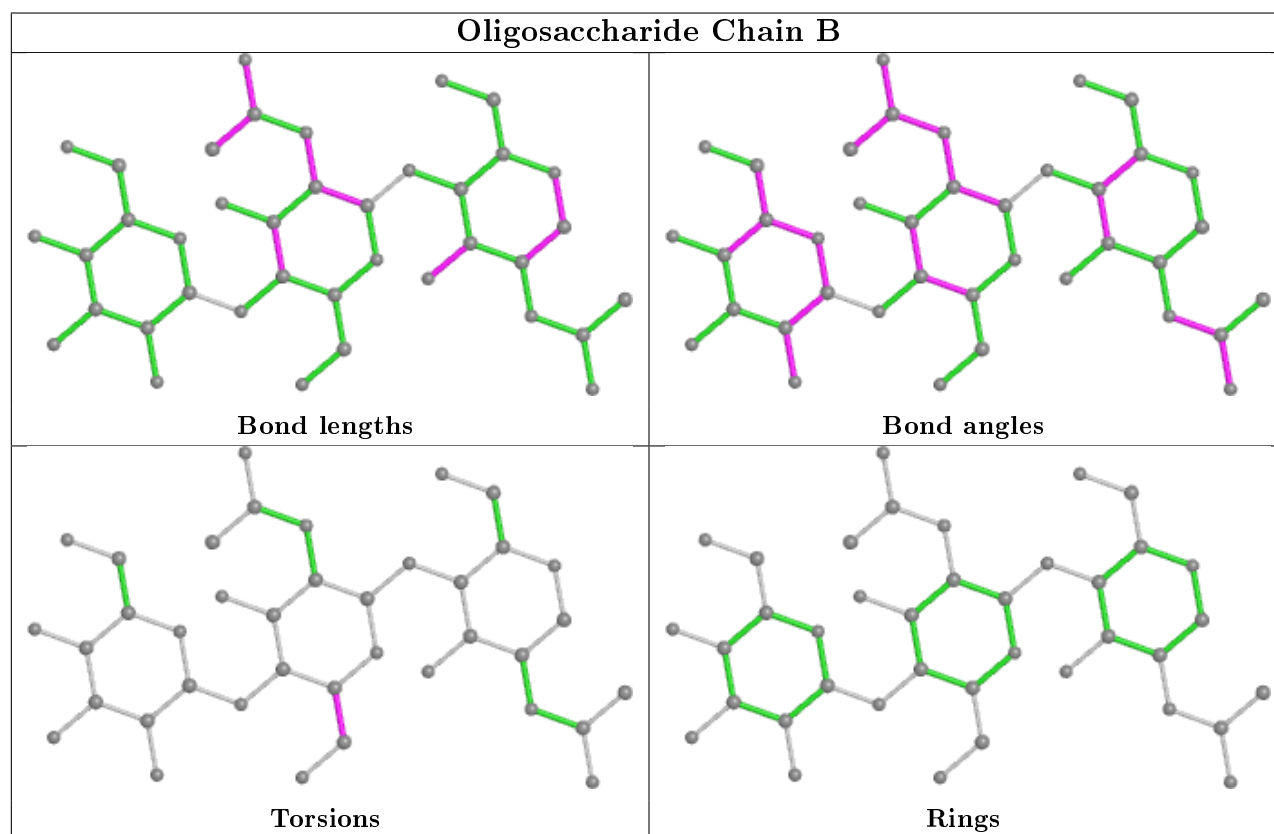 Oligosaccharide Chain B
Bond lengths
Bond angles
Torsions
Rings